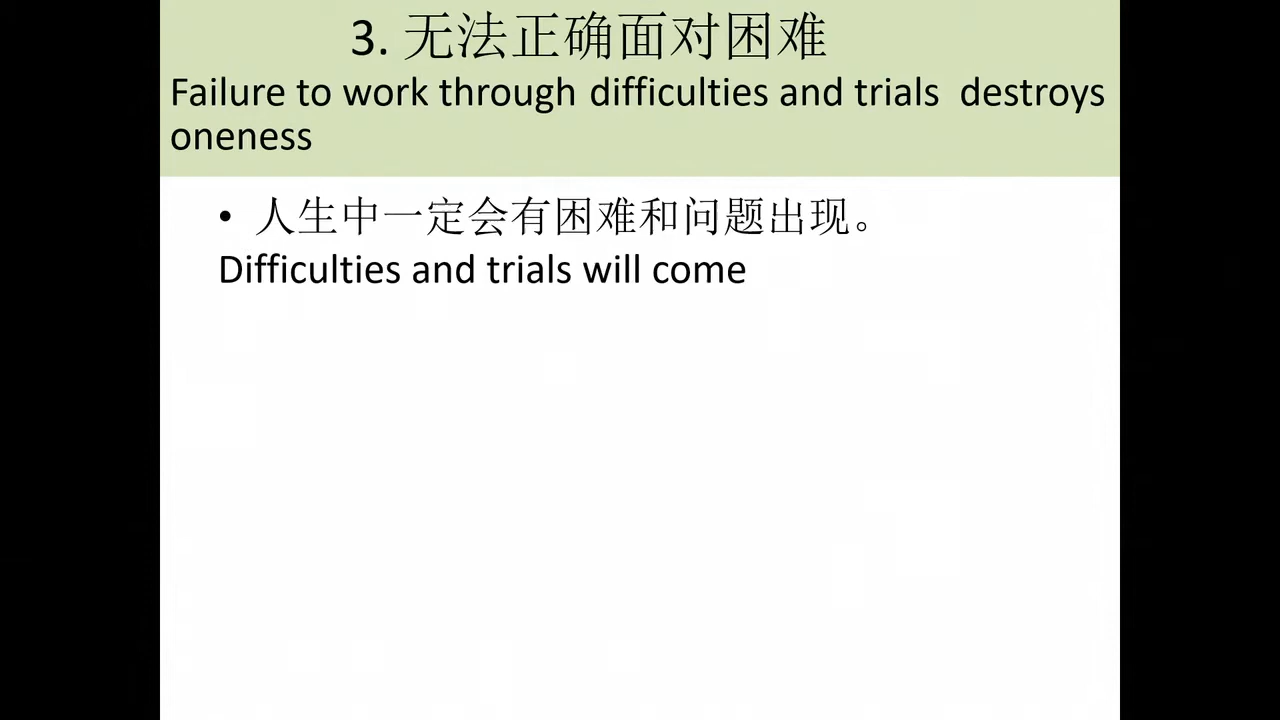 3. 无法正确面对困难
Failure to work through difficulties and trials  destroys
oneness
• 人生中一定会有困难和问题出现。
Difficulties and trials will come